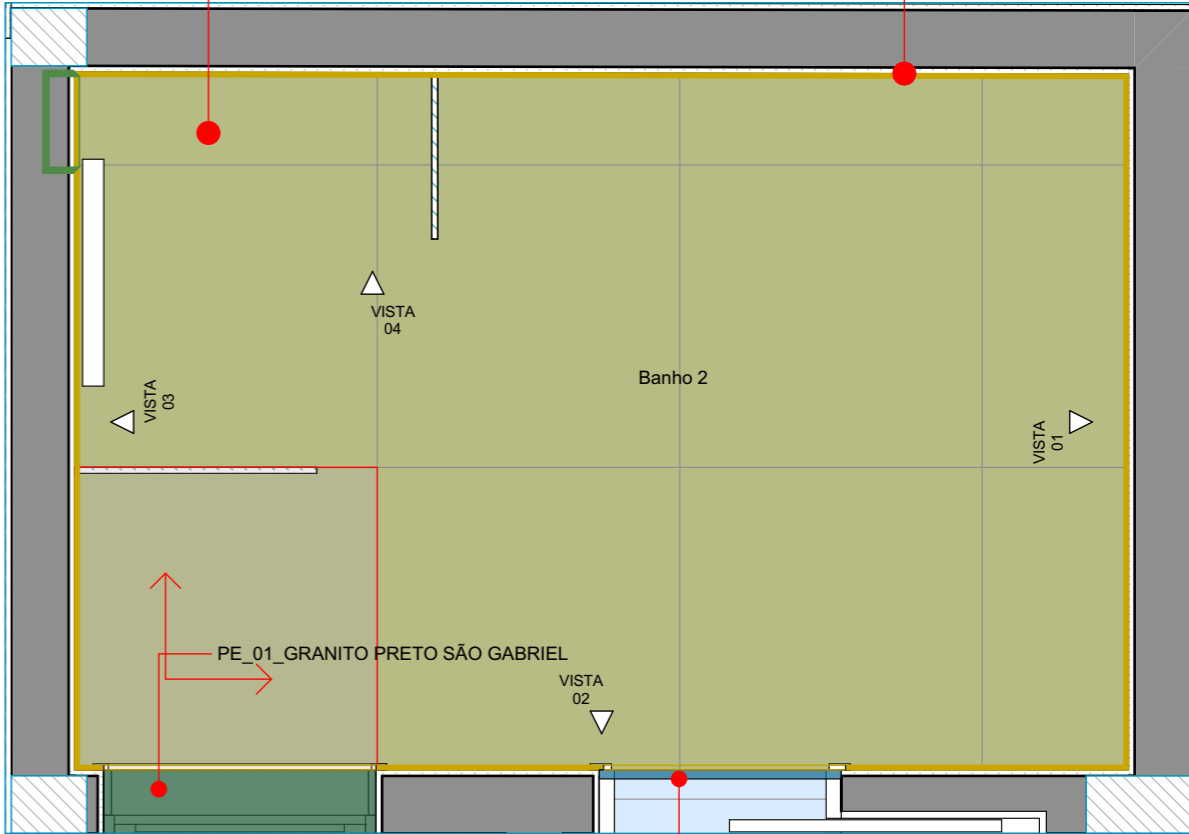 VISTA
04
Banho 2
VISTA
03
VISTA
01
PE_01_GRANITO PRETO SÃO GABRIEL
VISTA
02